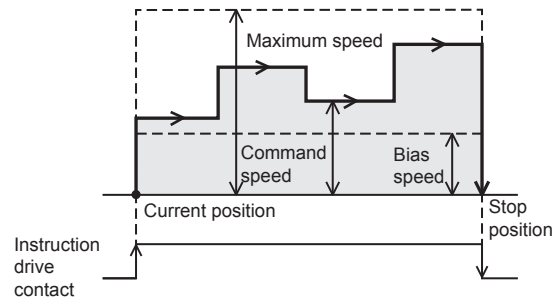 Maximum speed
Command
speed
Bias
speed
Current position
Stop
position
Instruction
drive
contact